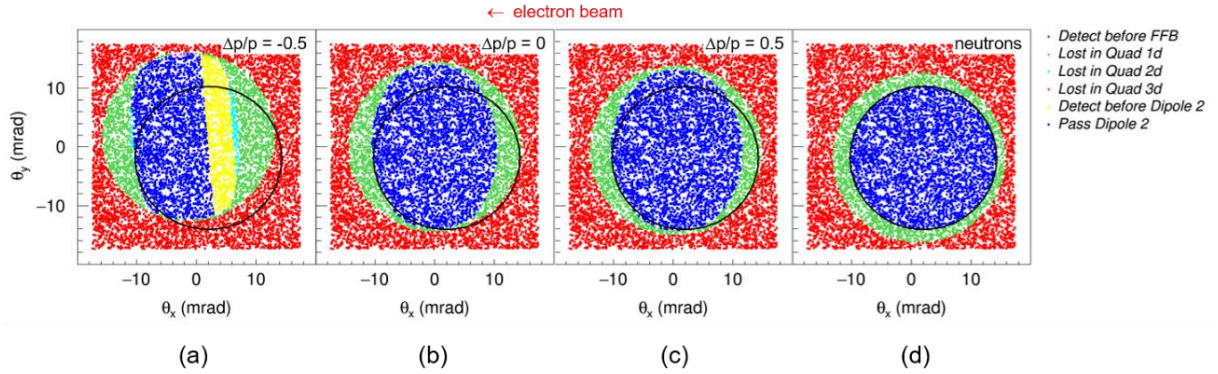 ← electron beam
Δp/p = -0.5
Δp/p = 0
Δp/p = 0.5
neutrons
Detect before FFB
Lost in Quad 1d
Lost in Quad 2d
Lost in Quad 3d
Detect before Dipole 2
Pass Dipole 2
θy (mrad)
10
0
−10
−10 0 10
−10 0 10
−10 0 10
−10 0 10
θx (mrad)
θx (mrad)
θx (mrad)
θx (mrad)
(a)
(b)
(c)
(d)